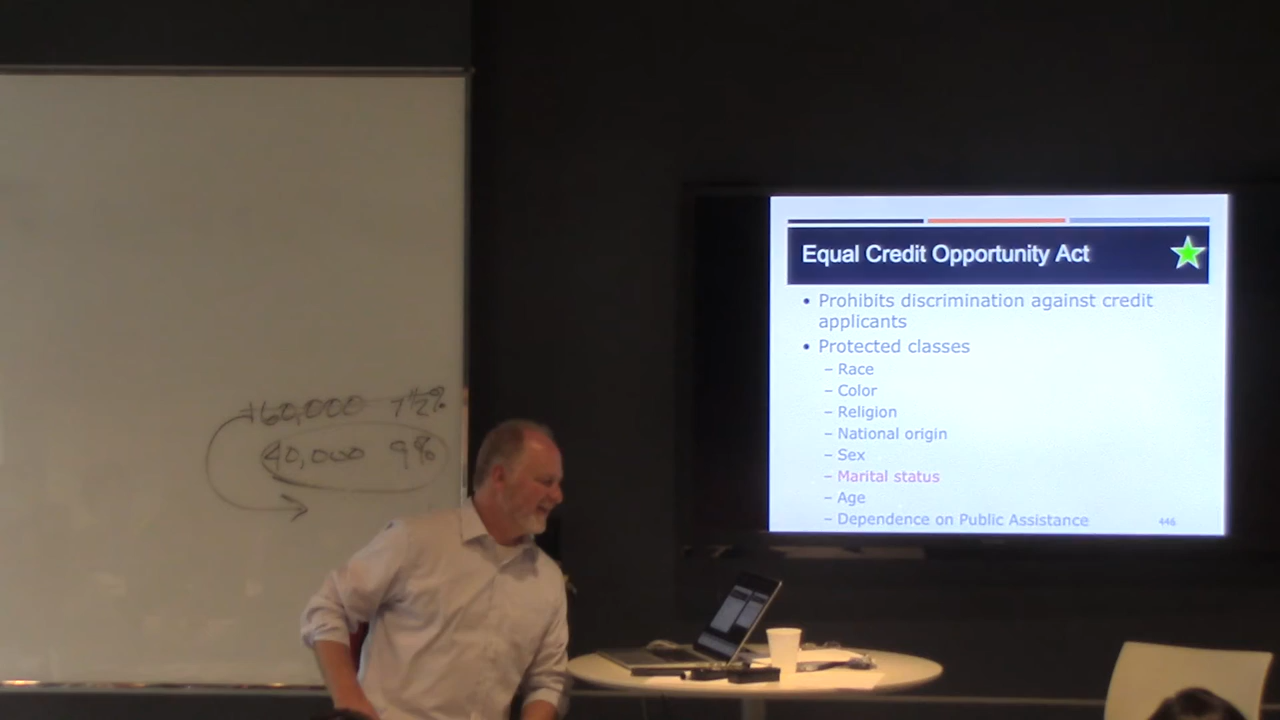 160,000 7½%
40,000 9%
Equal Credit Opportunity Act
• Prohibits discrimination against credit
applicants
• Protected classes
– Race
– Color
– Religion
– National origin
– Sex
– Marital status
– Age
– Dependence on Public Assistance
446